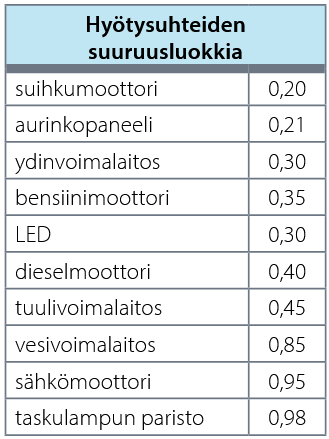 Hyötysuhteiden
suuruusluokkia
suihkumoottori 0,20
aurinkopaneeli 0,21
ydinvoimalaitos 0,30
bensiinimoottori 0,35
LED 0,30
dieselmoottori 0,40
tuulivoimalaitos 0,45
vesivoimalaitos 0,85
sähkömoottori 0,95
taskulampun paristo 0,98